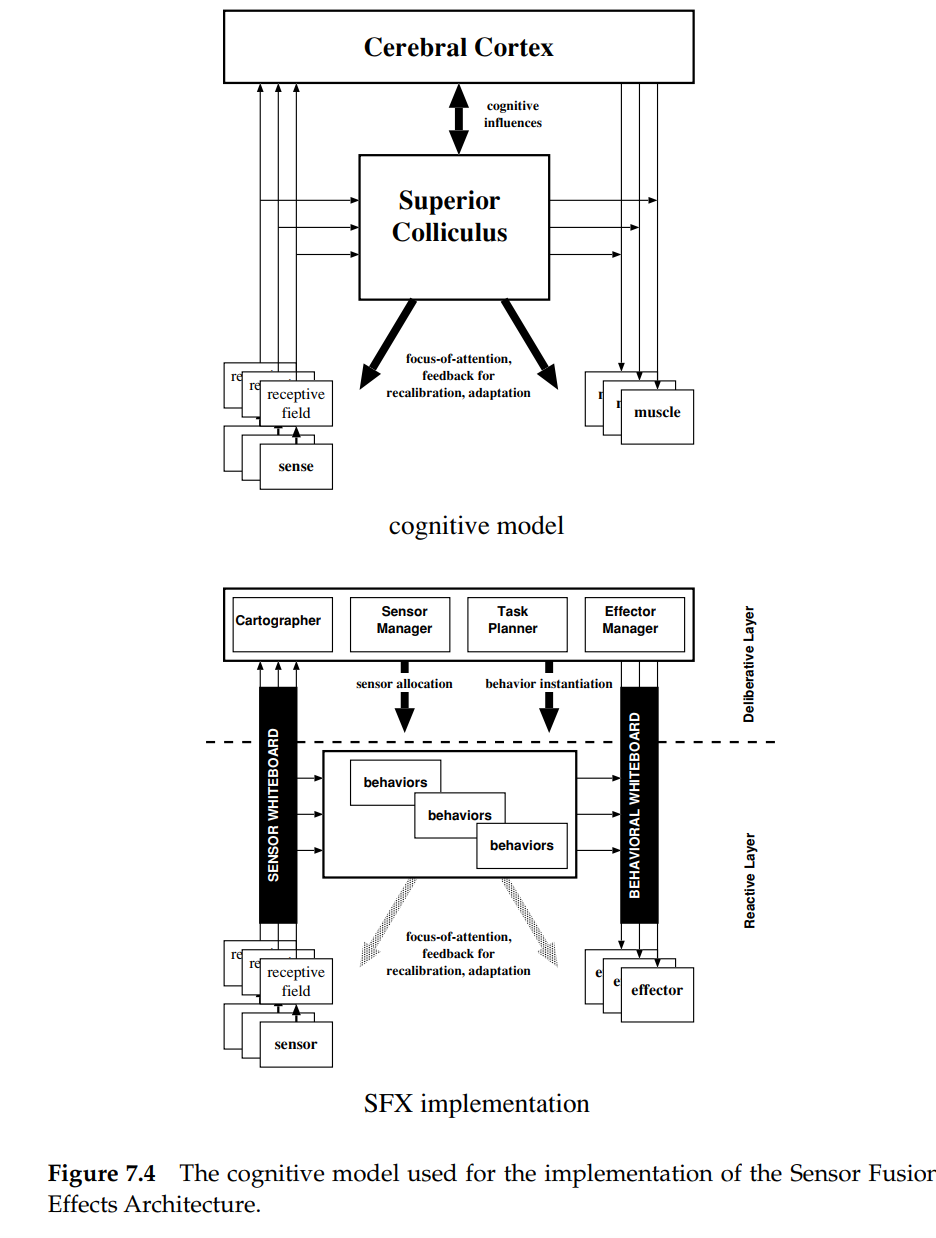 Cerebral Cortex
cognitive
influences
Superior
Colliculus
focus-of-attention,
feedback for
recalibration, adaptation
re
re
receptive
field
sense
muscle
cognitive model
Cartographer
Sensor
Manager
Task
Planner
Effector
Manager
sensor allocation
behavior instantiation
Deliberative Layer
SENSOR WHITEBOARD
behaviors
behaviors
behaviors
BEHAVIORAL WHITEBOARD
Reactive Layer
focus-of-attention,
feedback for
recalibration, adaptation
re
re
receptive
field
sensor
e
e
effector
SFX implementation
Figure 7.4 The cognitive model used for the implementation of the Sensor Fusion
Effects Architecture.